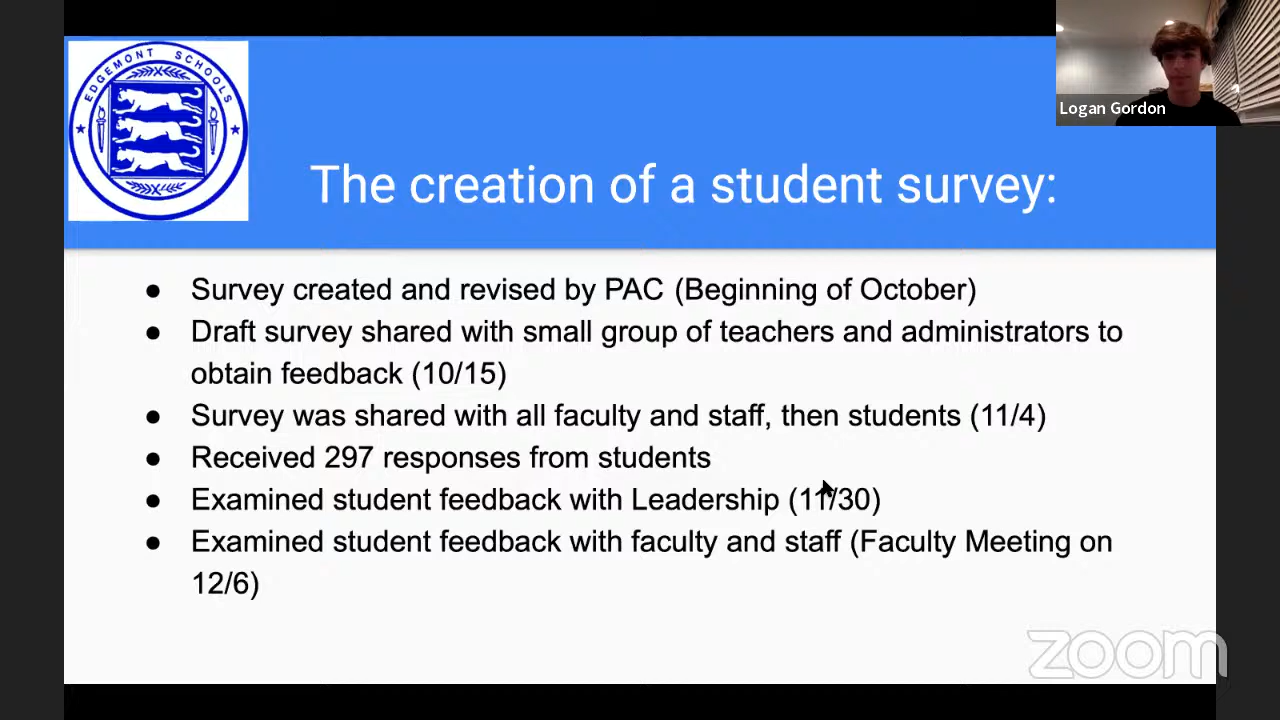 EDGEMONT SCHOOLS
Logan Gordon
The creation of a student survey:
● Survey created and revised by PAC (Beginning of October)
● Draft survey shared with small group of teachers and administrators to
obtain feedback (10/15)
● Survey was shared with all faculty and staff, then students (11/4)
● Received 297 responses from students
● Examined student feedback with Leadership (11/30)
● Examined student feedback with faculty and staff (Faculty Meeting on
12/6)
zoom